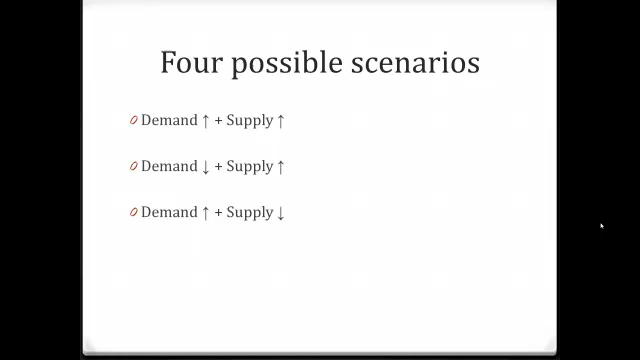 Four possible scenarios
Demand ↑ + Supply ↑
Demand ↓ + Supply ↑
Demand ↑ + Supply ↓